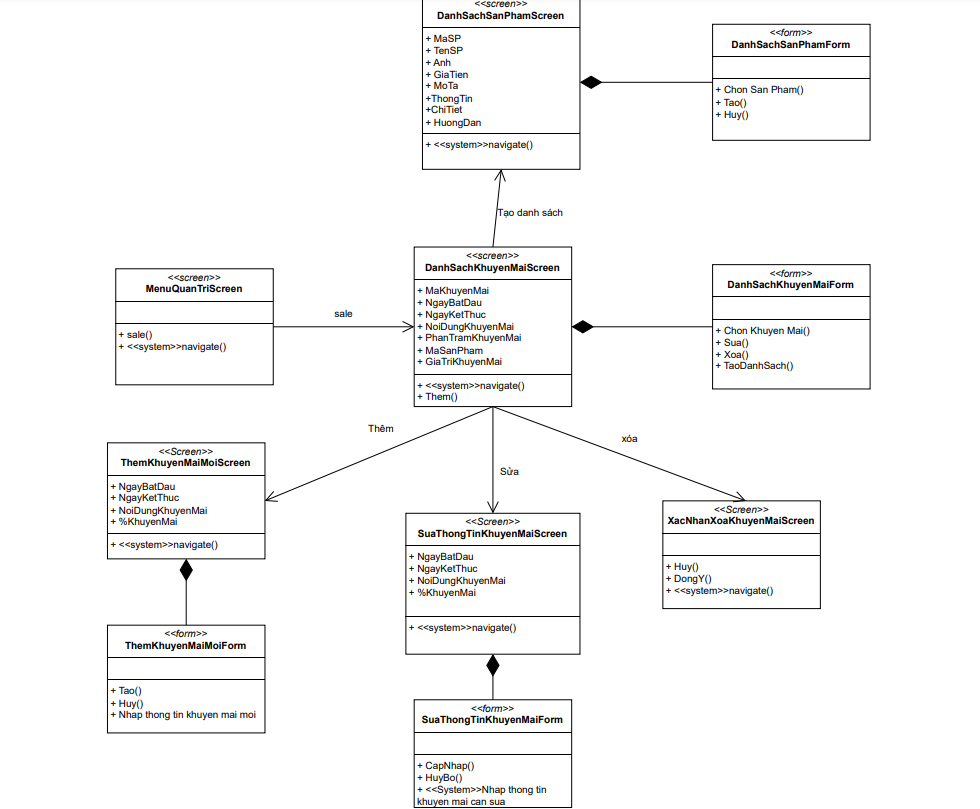 <<screen>>
DanhSachSanPhamScreen
+ MaSP
+ TenSP
+ Anh
+ GiaTien
+ MoTa
+ThongTin
+ChiTiet
+ HuongDan
+ <<system>>navigate()
<<form>>
DanhSachSanPhamForm
+ Chon San Pham()
+ Tao()
+ Huy()
Tạo danh sách
<<screen>>
MenuQuanTriScreen
+ sale()
+ <<system>>navigate()
sale
<<screen>>
DanhSachKhuyenMaiScreen
+ MaKhuyenMai
+ NgayBatDau
+ NgayKetThuc
+ NoiDungKhuyenMai
+ PhanTramKhuyenMai
+ MaSanPham
+ GiaTriKhuyenMai
+ <<system>>navigate()
+ Them()
<<form>>
DanhSachKhuyenMaiForm
+ Chon Khuyen Mai()
+ Sua()
+ Xoa()
+ TaoDanhSach()
Thêm
Sửa
xóa
<<Screen>>
ThemKhuyenMaiMoiScreen
+ NgayBatDau
+ NgayKetThuc
+ NoiDungKhuyenMai
+ %KhuyenMai
+ <<system>>navigate()
<<Screen>>
SuaThongTinKhuyenMaiScreen
+ NgayBatDau
+ NgayKetThuc
+ NoiDungKhuyenMai
+ %KhuyenMai
+ <<system>>navigate()
<<Screen>>
XacNhanXoaKhuyenMaiScreen
+ Huy()
+ DongY()
+ <<system>>navigate()
<<form>>
ThemKhuyenMaiMoiForm
+ Tao()
+ Huy()
+ Nhap thong tin khuyen mai moi
<<form>>
SuaThongTinKhuyenMaiForm
+ CapNhap()
+ HuyBo()
+ <<System>>Nhap thong tin
khuyen mai can sua